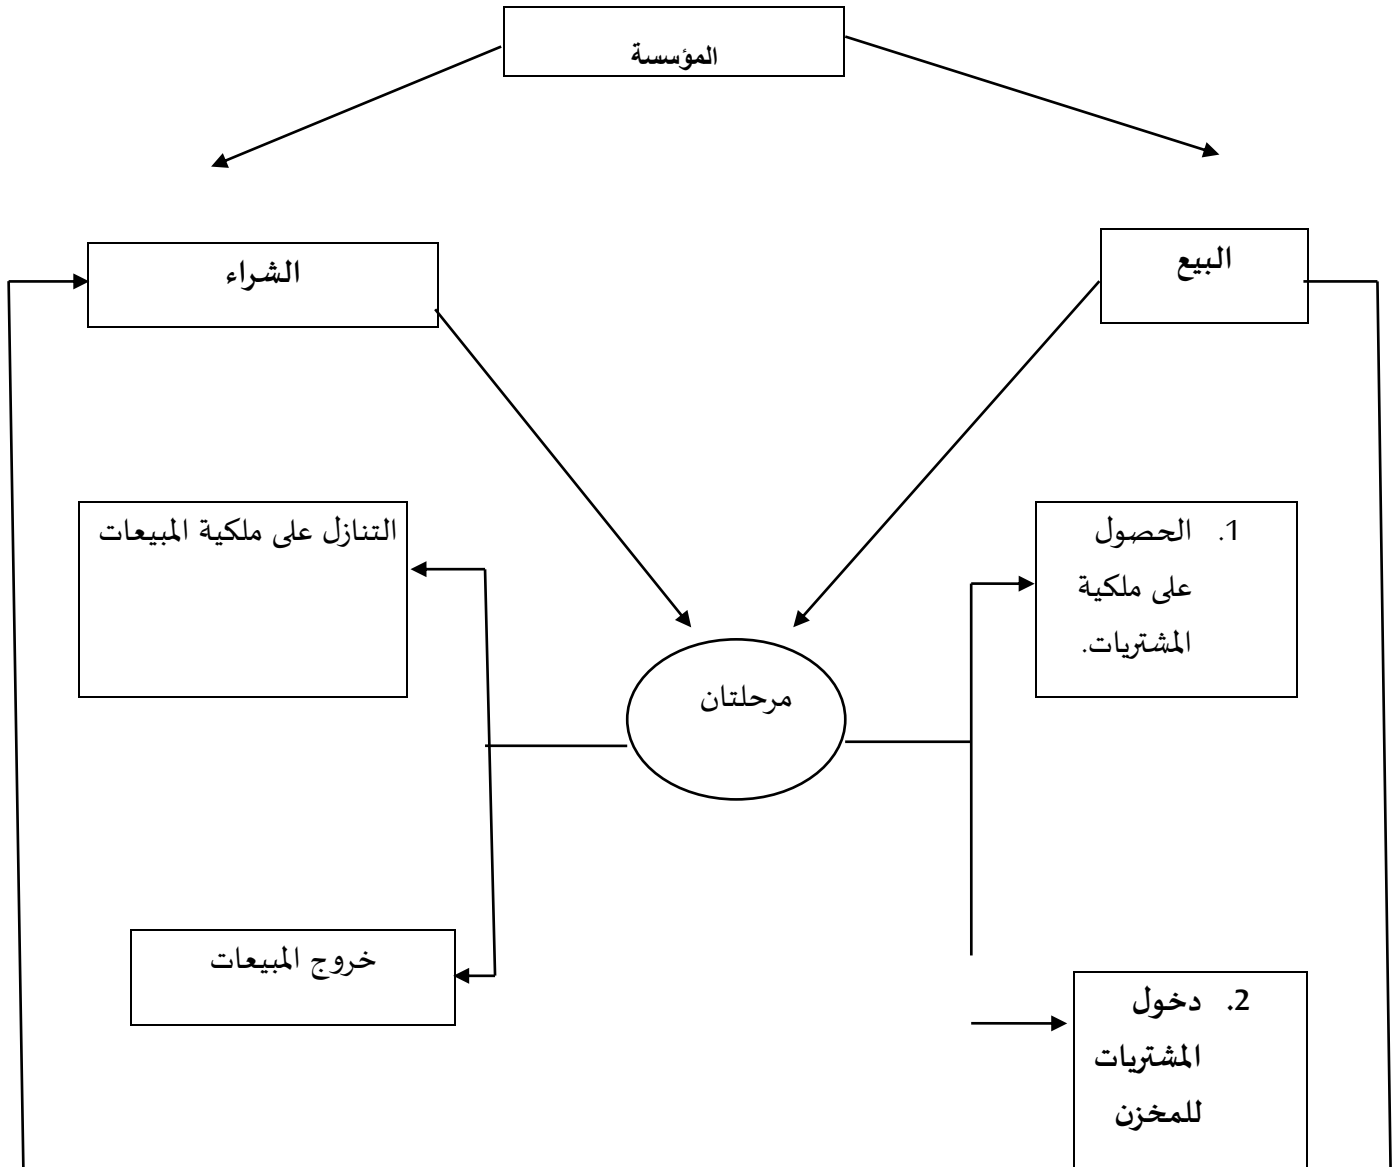 المؤسسة
البيع
الشراء
1. الحصول
على ملكية
المشتريات.
التنازل على ملكية المبيعات
مرحلتان
خروج المبيعات
2. دخول
المشتريات
للمخزن